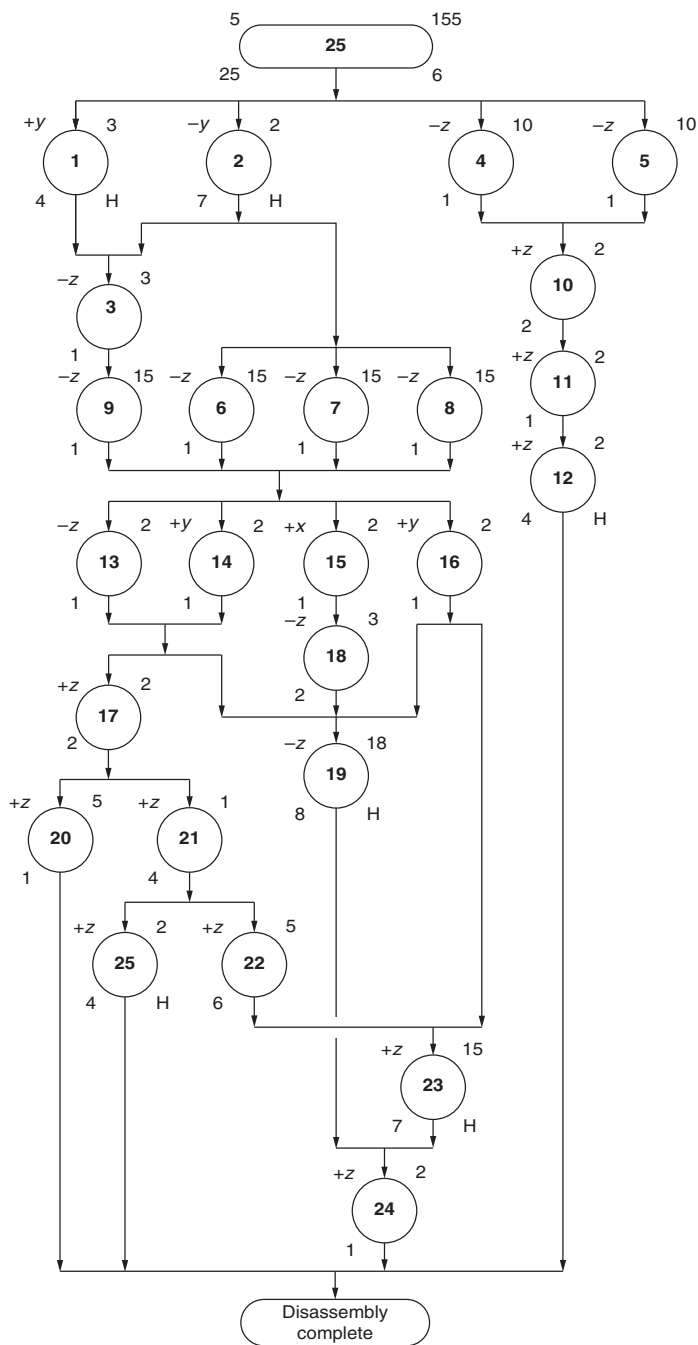 5 155
25
25 6
+y 3 –y 2 –z 10 –z 10
1 2 4 5
4 H 7 H 1 1
–z 3 +z 2
3 10
1 2
–z 15 –z 15 –z 15 –z 15 +z 2
9 6 7 8 11
1 1 1 1 1
+z 2
12
4 H
–z 2 +y 2 +x 2 +y 2
13 14 15 16
1 1 1 1
–z 3
18
2
+z 2
17
2
–z 18
19
8 H
+z 5 +z 1
20 21
1 4
+z 2 +z 5
25 22
4 H 6
+z 15
23
7 H
+z 2
24
1
Disassembly
complete